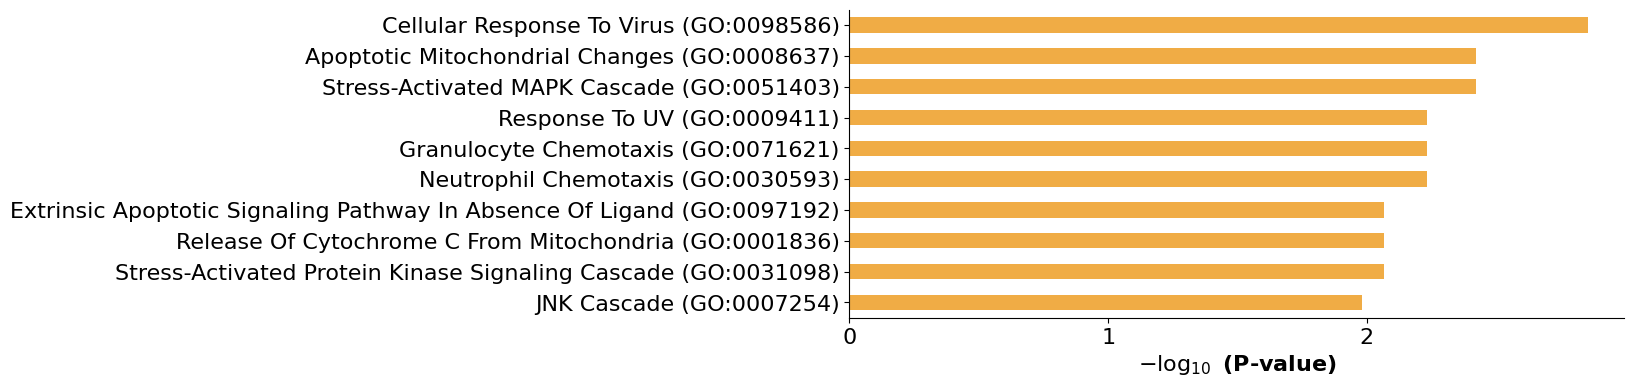 Cellular Response To Virus (GO:0098586)
Apoptotic Mitochondrial Changes (GO:0008637)
Stress-Activated MAPK Cascade (GO:0051403)
Response To UV (GO:0009411)
Granulocyte Chemotaxis (GO:0071621)
Neutrophil Chemotaxis (GO:0030593)
Extrinsic Apoptotic Signaling Pathway In Absence Of Ligand (GO:0097192)
Release Of Cytochrome C From Mitochondria (GO:0001836)
Stress-Activated Protein Kinase Signaling Cascade (GO:0031098)
JNK Cascade (GO:0007254)
0 1 2
−log₁₀ (P-value)